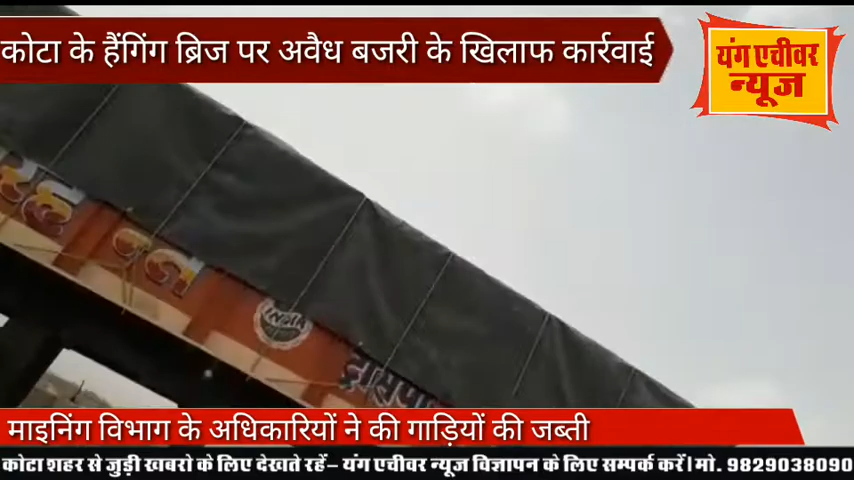 कोटा के हैंगिंग ब्रिज पर अवैध बजरी के खिलाफ कार्रवाई
यंग एचीवर
न्यूज
INDIA
माइनिंग विभाग के अधिकारियों ने की गाड़ियों की जब्ती
कोटा शहर से जुड़ी खबरो के लिए देखते रहें– यंग एचीवर न्यूज विज्ञापन के लिए सम्पर्क करें।मो. 9829038090